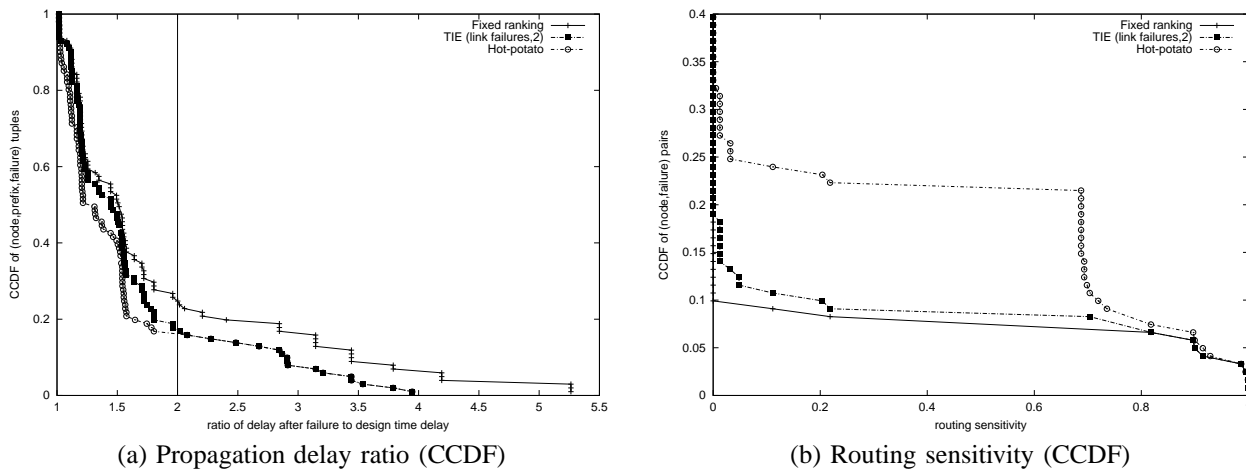 Fixed ranking
TIE (link failures,2)
Hot-potato
CCDF of (node,prefix,failure) tuples
1
0.8
0.6
0.4
0.2
0
1
1.5
2
2.5
3
3.5
4
4.5
5
5.5
ratio of delay after failure to design time delay
(a) Propagation delay ratio (CCDF)
Fixed ranking
TIE (link failures,2)
Hot-potato
CCDF of (node,failure) pairs
0.4
0.35
0.3
0.25
0.2
0.15
0.1
0.05
0
0
0.2
0.4
0.6
0.8
1
routing sensitivity
(b) Routing sensitivity (CCDF)